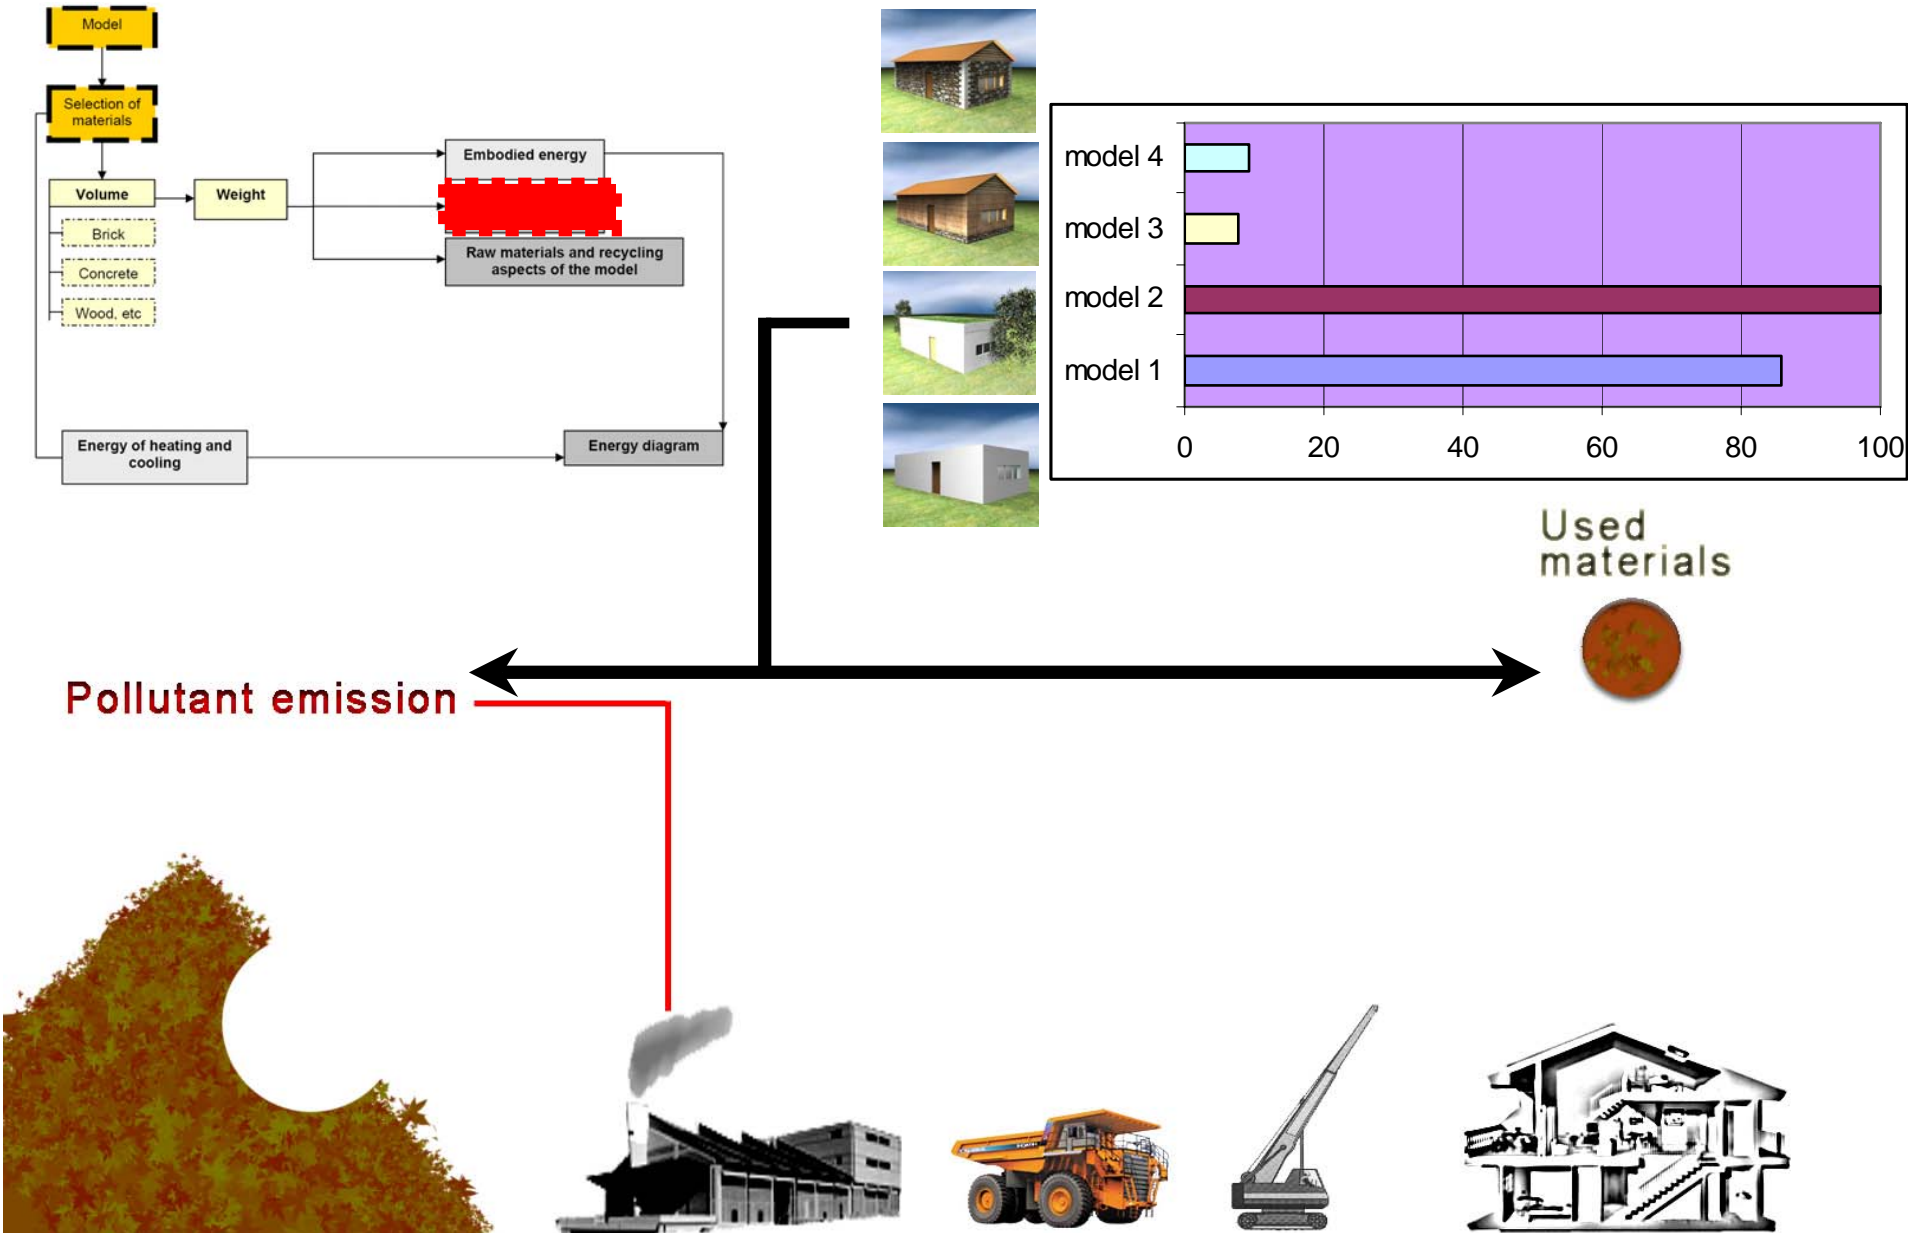 Model
Selection of
materials
Volume
Weight
Brick
Concrete
Wood, etc
Embodied energy
Raw materials and recycling
aspects of the model
Energy of heating and
cooling
Energy diagram
model 4
model 3
model 2
model 1
0 20 40 60 80 100
Used
materials
Pollutant emission